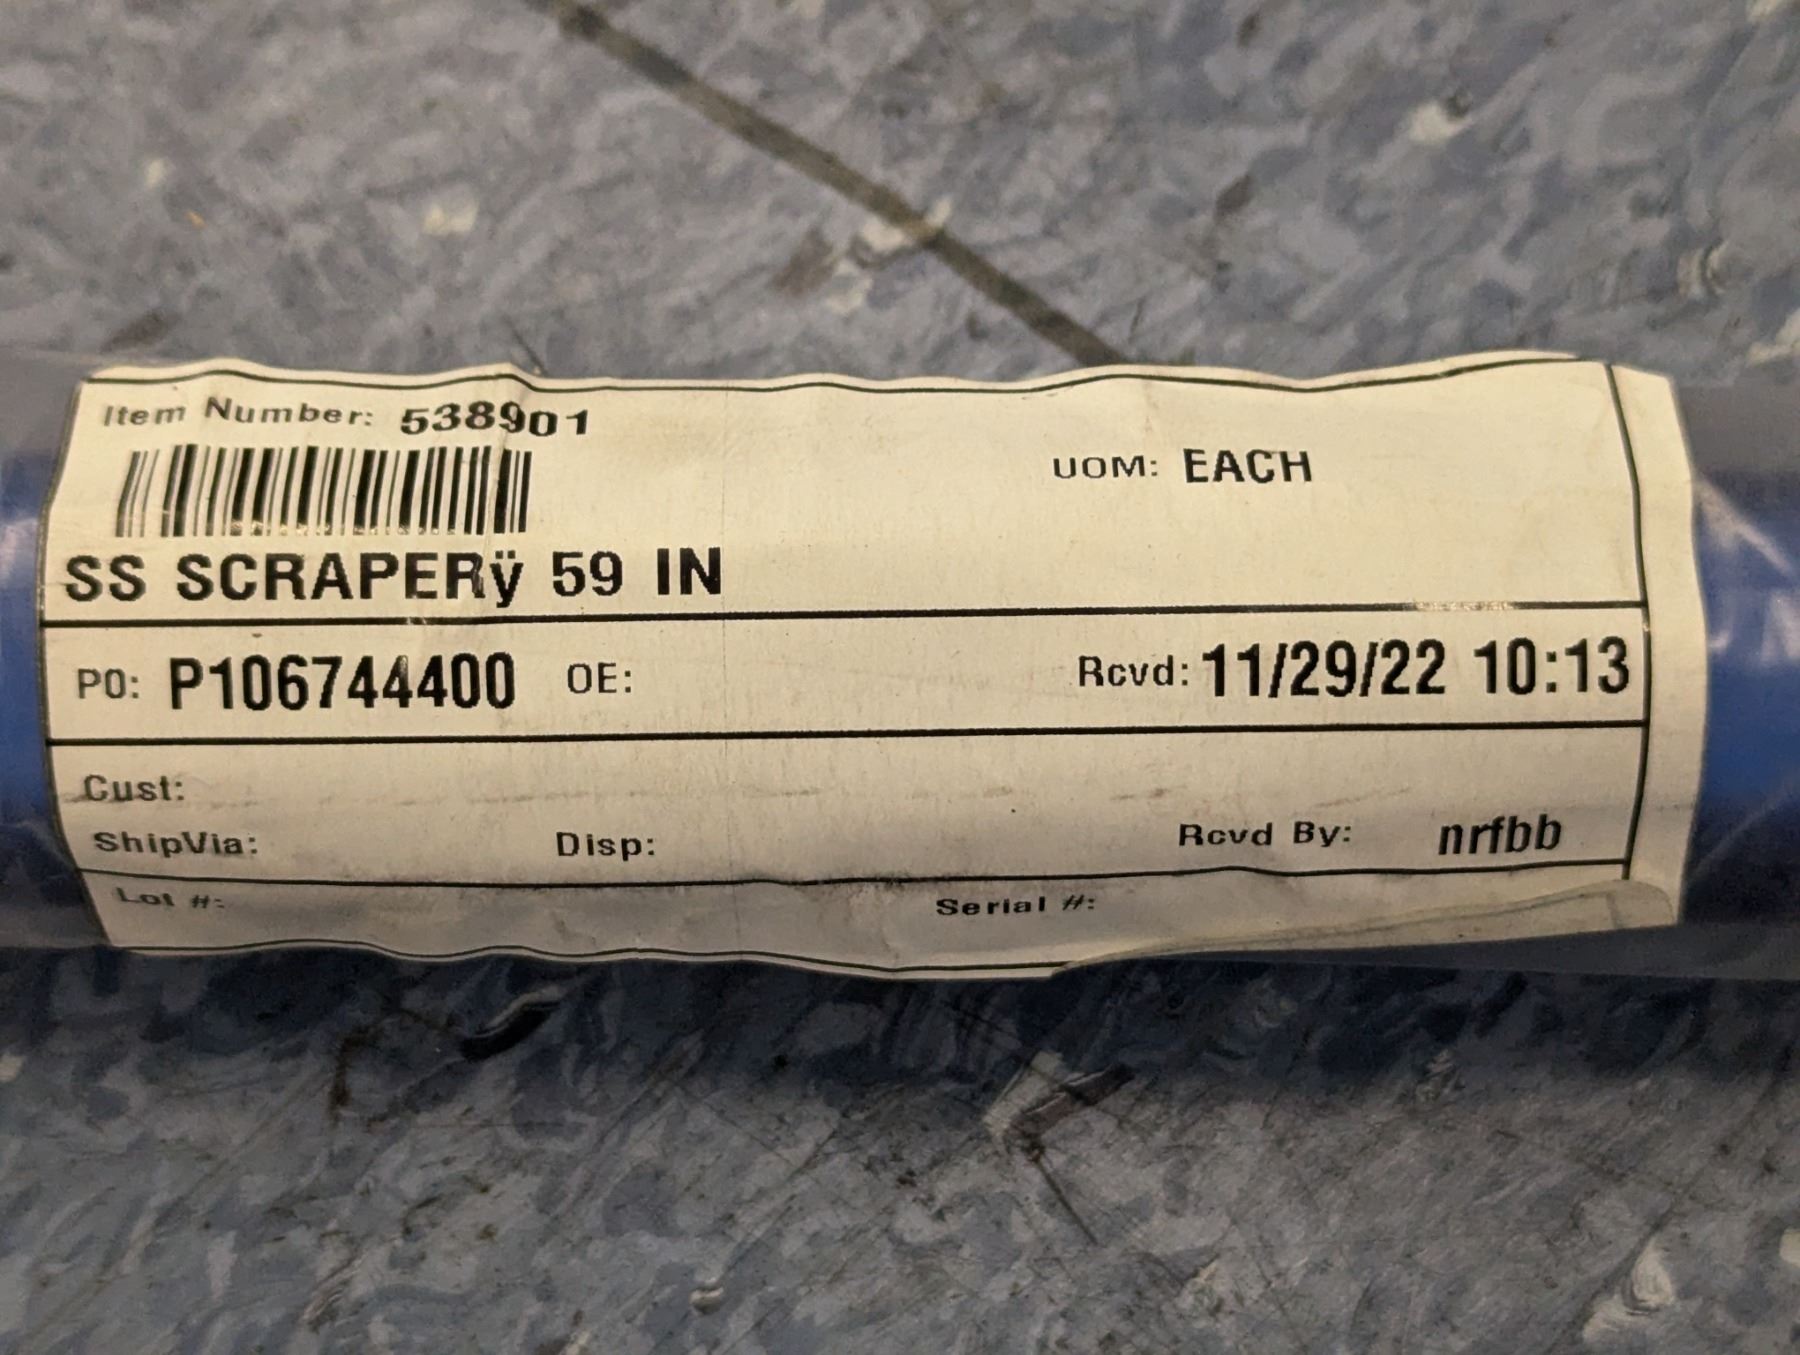 Item Number: 538901
UOM: EACH
SS SCRAPERÿ 59 IN
PO: P106744400 OE: Rcvd: 11/29/22 10:13
Cust:
ShipVia: Disp: Rcvd By: nrfbb
Lot #: Serial #: